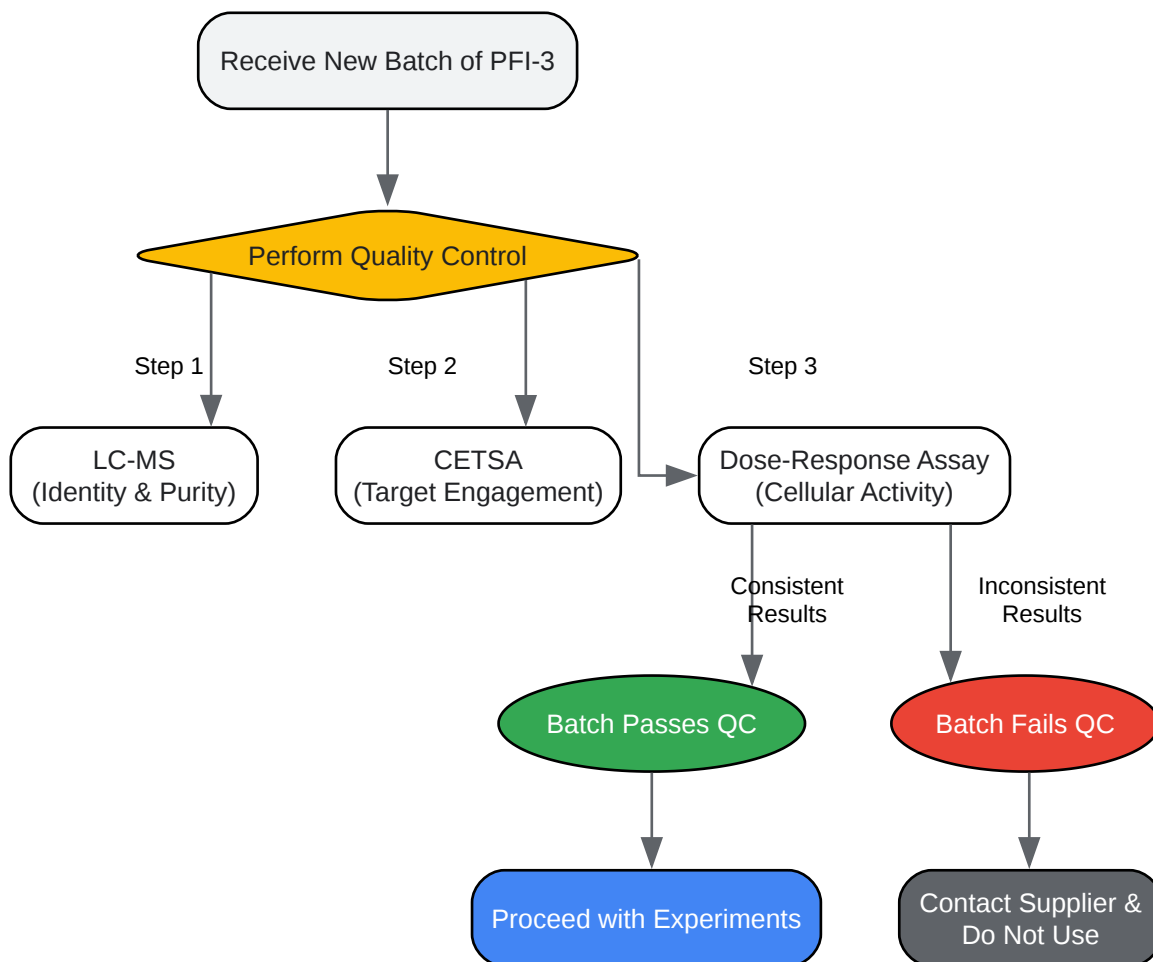 Receive New Batch of PFI-3
Perform Quality Control
Step 1
Step 2
Step 3
LC-MS
(Identity & Purity)
CETSA
(Target Engagement)
Dose-Response Assay
(Cellular Activity)
Consistent
Results
Inconsistent
Results
Batch Passes QC
Batch Fails QC
Proceed with Experiments
Contact Supplier &
Do Not Use